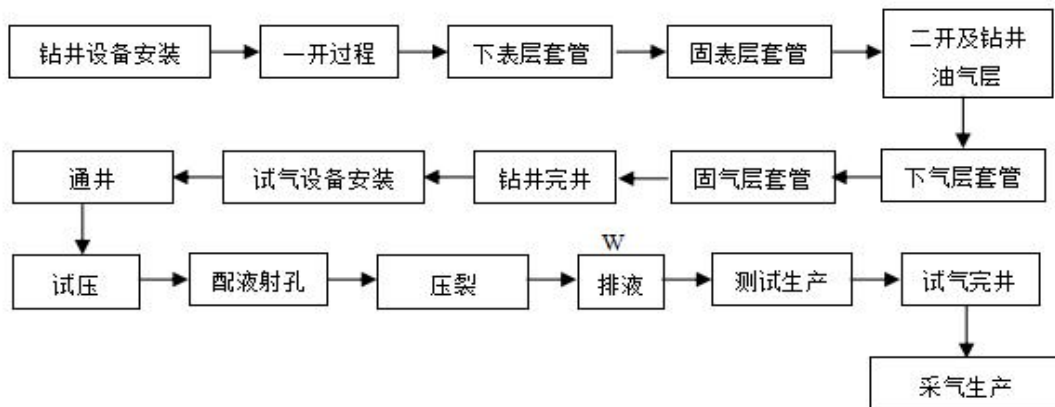 钻井设备安装
一开过程
下表层套管
固表层套管
二开及钻井
油气层
下气层套管
固气层套管
钻井完井
试气设备安装
通井
试压
配液射孔
压裂
W
排液
测试生产
试气完井
采气生产